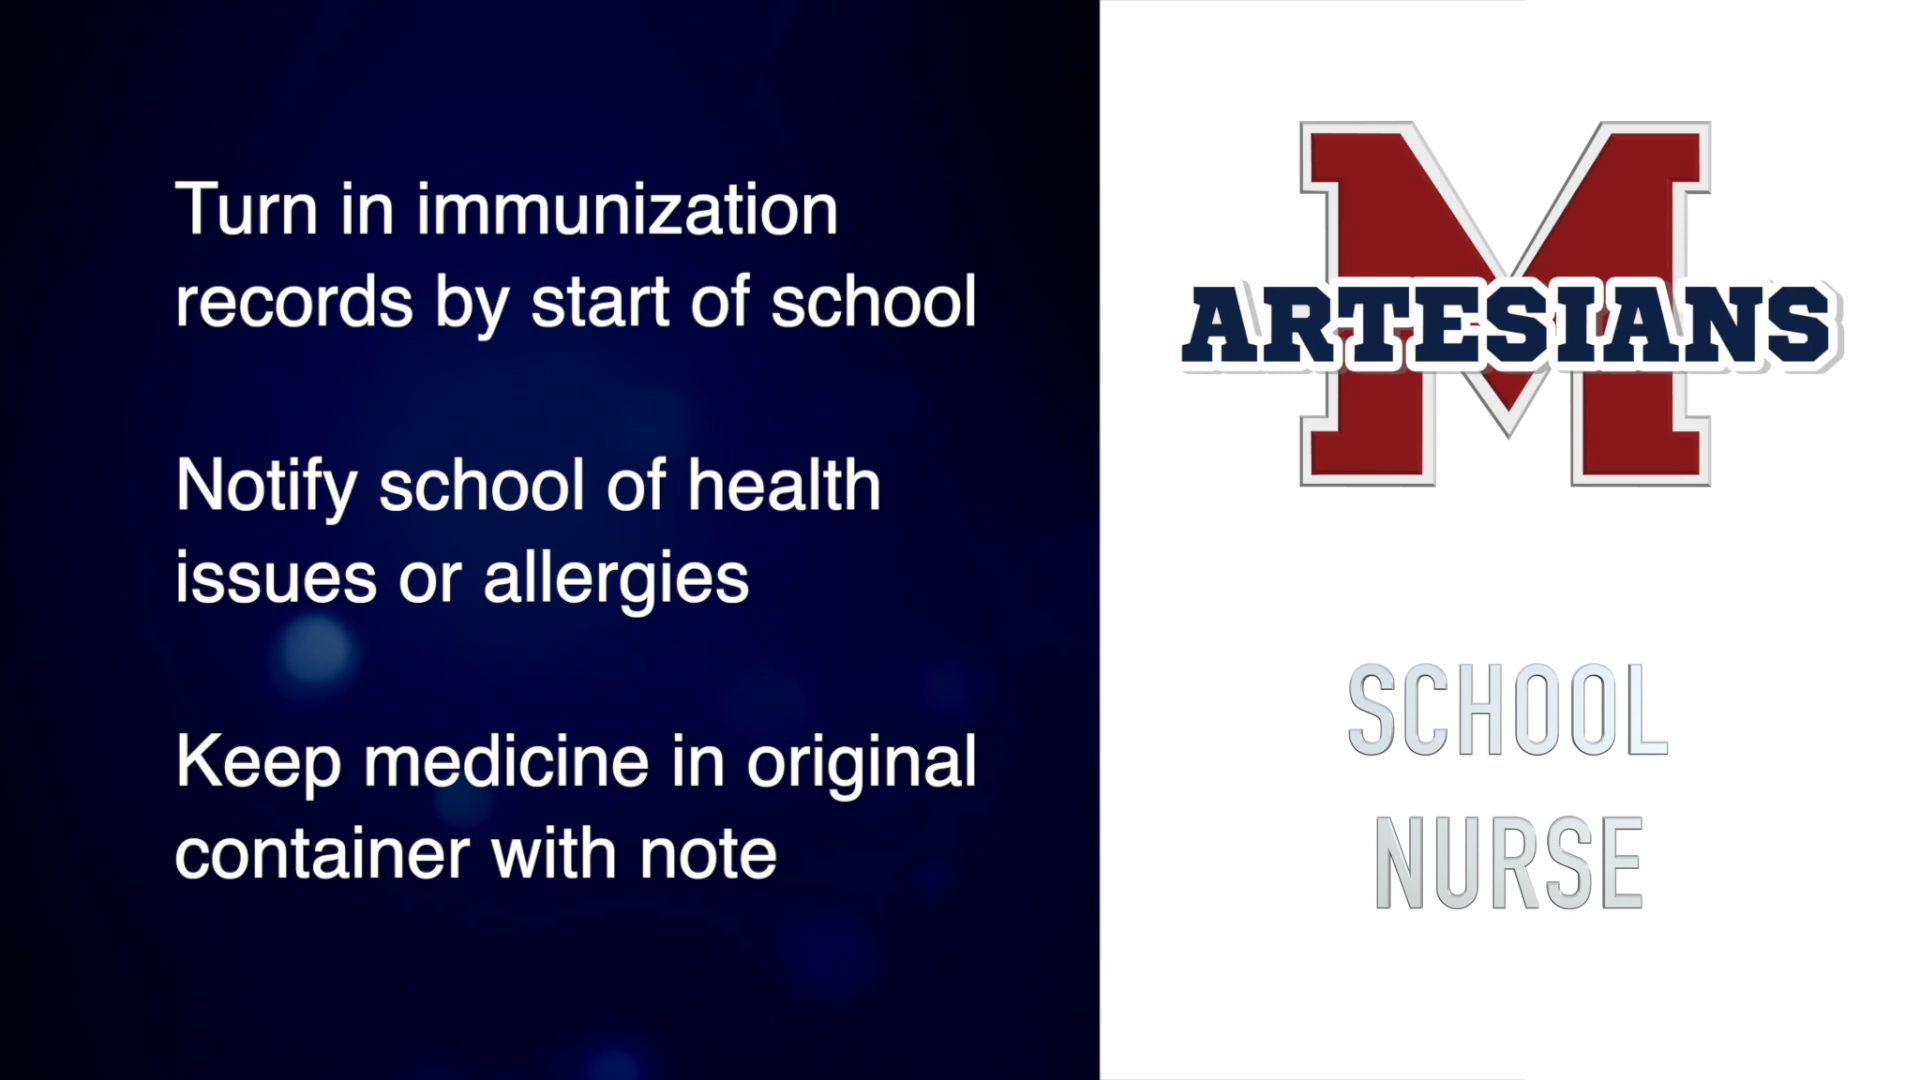 Turn in immunization
records by start of school
Notify school of health
issues or allergies
Keep medicine in original
container with note
M
ARTESIANS
SCHOOL
NURSE